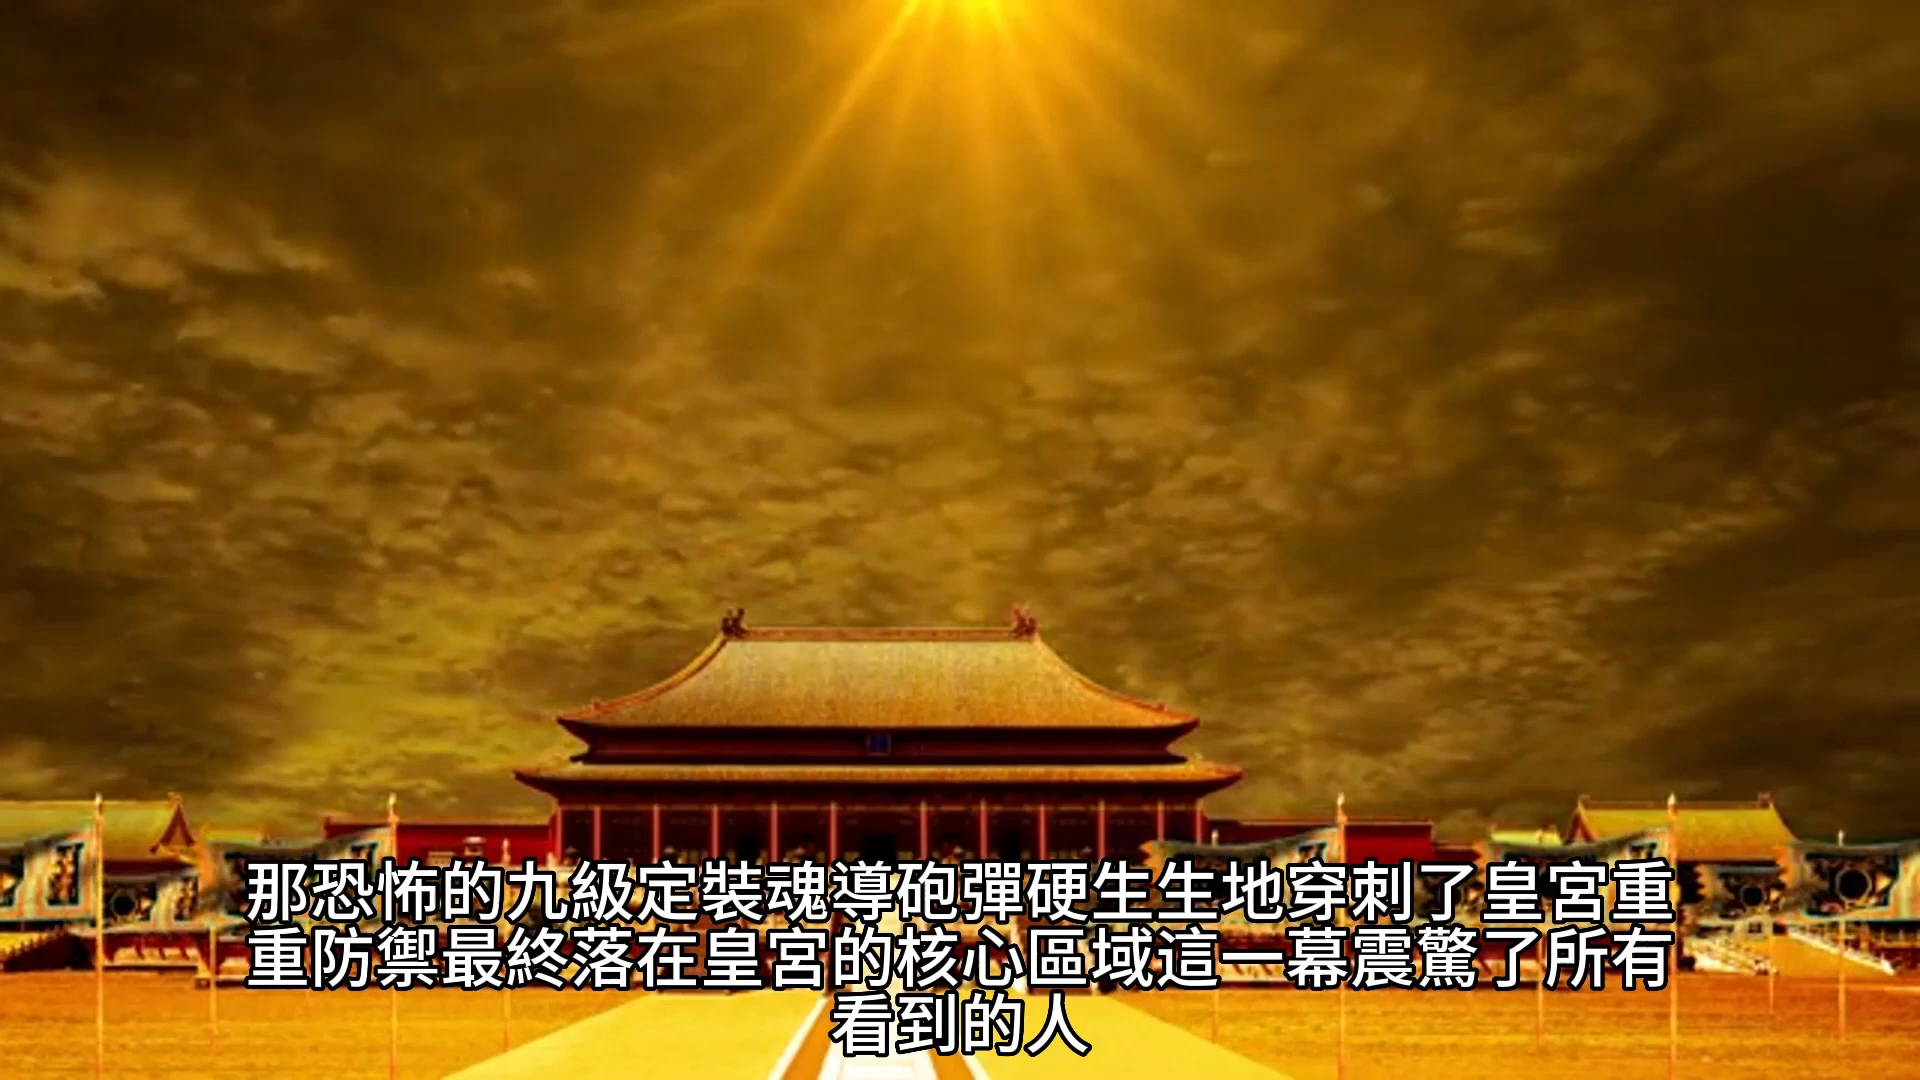 那恐怖的九級定裝魂導砲彈硬生生地穿刺了皇宮重
重防禦最終落在皇宮的核心區域這一幕震驚了所有
看到的人